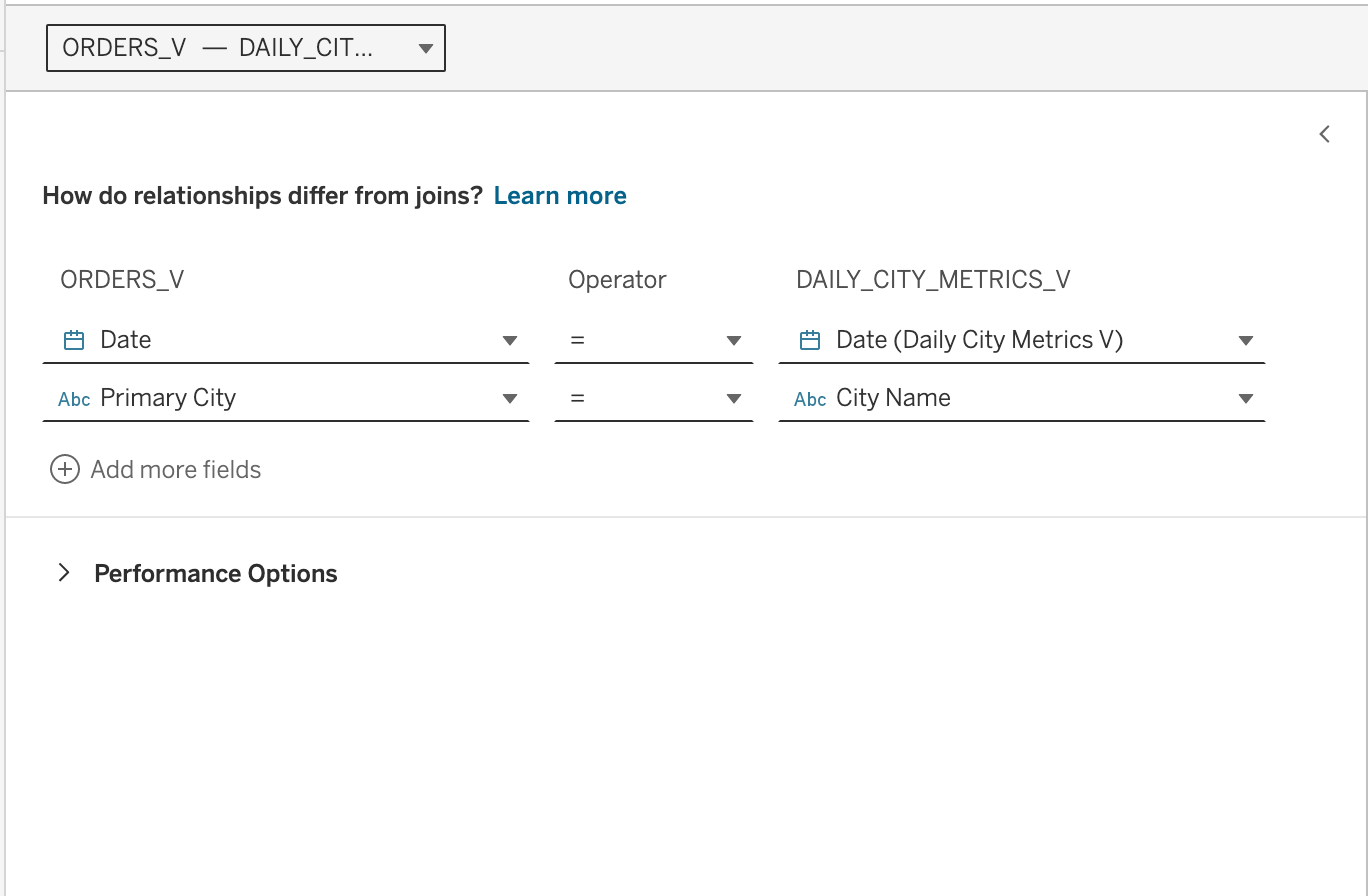 ORDERS_V — DAILY_CIT...
How do relationships differ from joins? Learn more
ORDERS_V Operator DAILY_CITY_METRICS_V
Date = Date (Daily City Metrics V)
Abc Primary City = Abc City Name
Add more fields
Performance Options